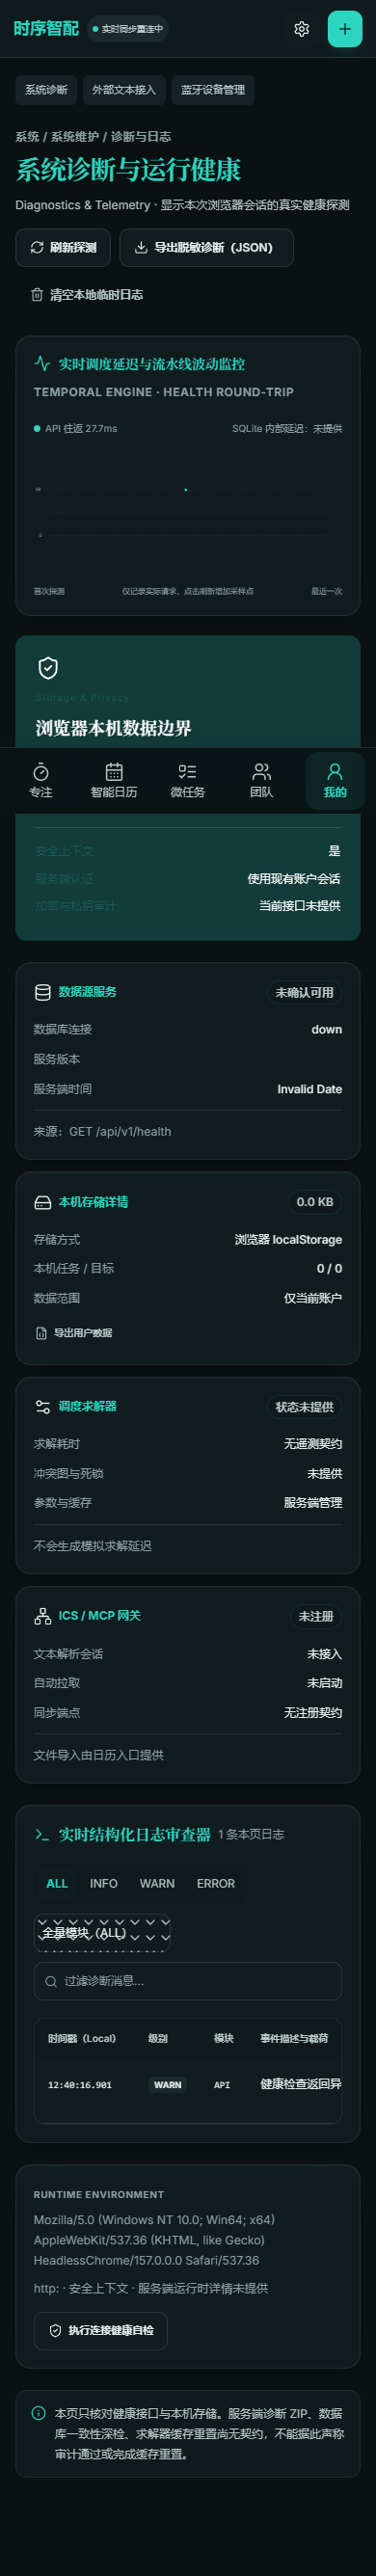 时序智配
实时同步重连中
系统诊断
外部文本接入
蓝牙设备管理
系统 / 系统维护 / 诊断与日志
系统诊断与运行健康
Diagnostics & Telemetry · 显示本次浏览器会话的真实健康探测
刷新探测
导出脱敏诊断（JSON）
清空本地临时日志
实时调度延迟与流水线波动监控
TEMPORAL ENGINE · HEALTH ROUND-TRIP
API 往返 27.7ms
SQLite 内部延迟：未提供
首次探测
仅记录实际请求，点击刷新增加采样点
最近一次
Storage & Privacy
浏览器本机数据边界
专注
智能日历
微任务
团队
我的
安全上下文
是
服务端认证
使用现有账户会话
加密与私钥审计
当前接口未提供
数据源服务
未确认可用
数据库连接
down
服务版本
服务端时间
Invalid Date
来源：GET /api/v1/health
本机存储详情
0.0 KB
存储方式
浏览器 localStorage
本机任务 / 目标
0 / 0
数据范围
仅当前账户
导出用户数据
调度求解器
状态未提供
求解耗时
无遥测契约
冲突图与死锁
未提供
参数与缓存
服务端管理
不会生成模拟求解延迟
ICS / MCP 网关
未注册
文本解析会话
未接入
自动拉取
未启动
同步端点
无注册契约
文件导入由日历入口提供
实时结构化日志审查器
1 条本页日志
ALL
INFO
WARN
ERROR
全量模块（ALL）
过滤诊断消息...
时间戳（Local）
级别
模块
事件描述与载荷
12:40:16.901
WARN
API
健康检查返回异
RUNTIME ENVIRONMENT
Mozilla/5.0 (Windows NT 10.0; Win64; x64)
AppleWebKit/537.36 (KHTML, like Gecko)
HeadlessChrome/157.0.0.0 Safari/537.36
http: · 安全上下文 · 服务端运行时详情未提供
执行连接健康自检
本页只核对健康接口与本机存储。服务端诊断 ZIP、数据
库一致性深检、求解器缓存重置尚无契约，不能据此声称
审计通过或完成缓存重置。